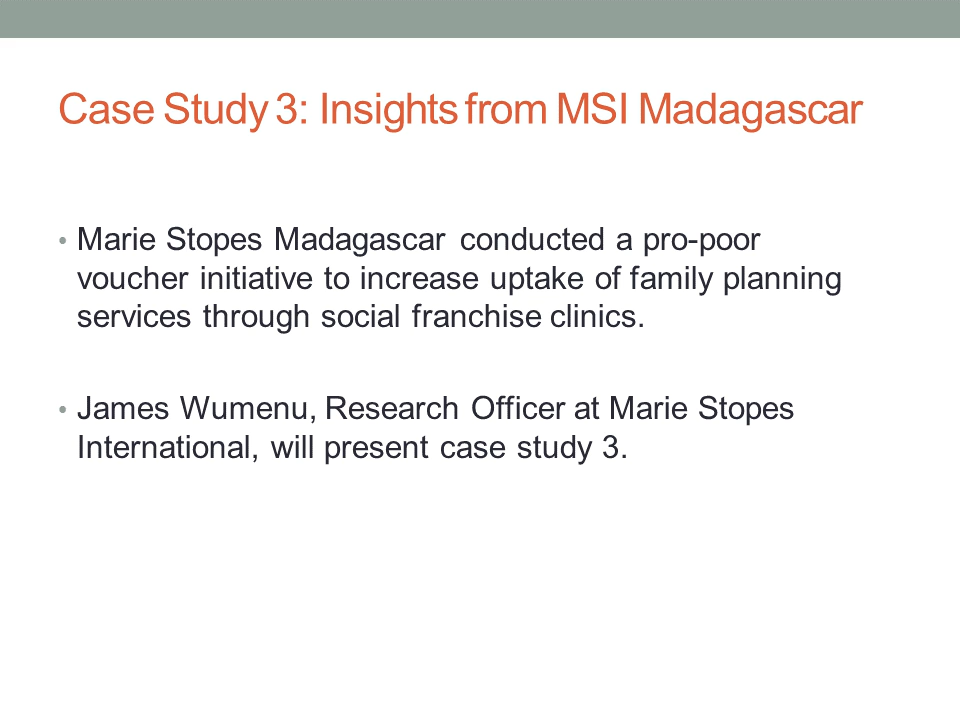 Case Study 3: Insights from MSI Madagascar
• Marie Stopes Madagascar conducted a pro-poor
voucher initiative to increase uptake of family planning
services through social franchise clinics.
• James Wumenu, Research Officer at Marie Stopes
International, will present case study 3.